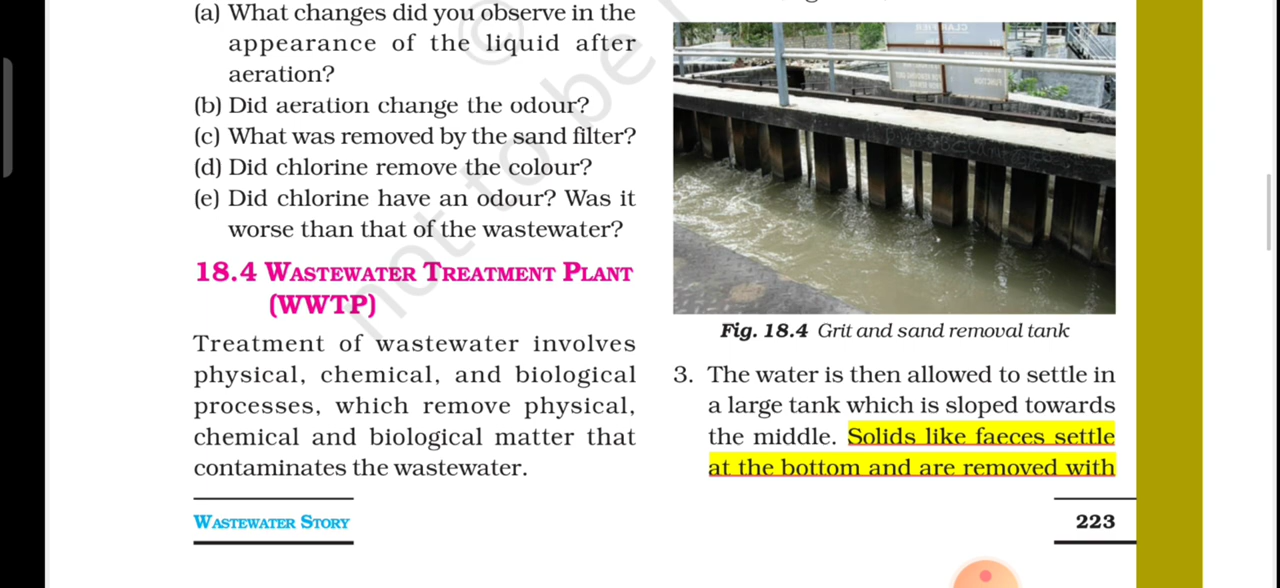 (a) What changes did you observe in the
appearance of the liquid after
aeration?
(b) Did aeration change the odour?
(c) What was removed by the sand filter?
(d) Did chlorine remove the colour?
(e) Did chlorine have an odour? Was it
worse than that of the wastewater?
18.4 WASTEWATER TREATMENT PLANT
(WWTP)
Treatment of wastewater involves
physical, chemical, and biological
processes, which remove physical,
chemical and biological matter that
contaminates the wastewater.
WASTEWATER STORY
©
not to be
Fig. 18.4 Grit and sand removal tank
3. The water is then allowed to settle in
a large tank which is sloped towards
the middle. Solids like faeces settle
at the bottom and are removed with
223